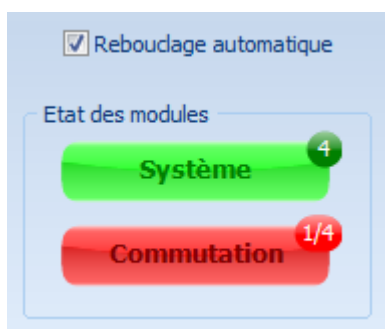 Rebouclage automatique
Etat des modules
4
Système
1/4
Commutation